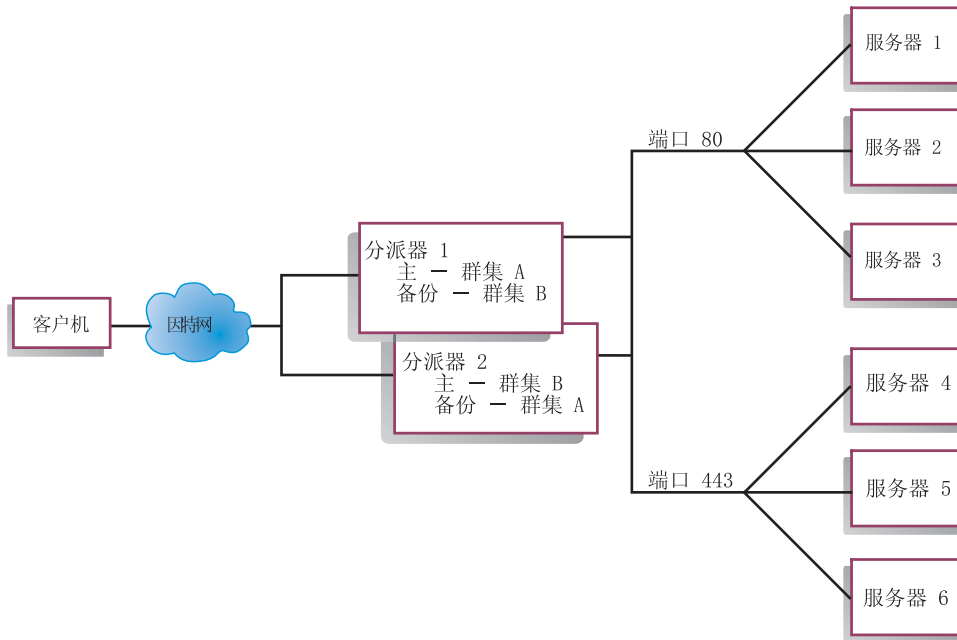 客户机
因特网
分派器 1
主 — 群集 A
备份 — 群集 B
分派器 2
主 — 群集 B
备份 — 群集 A
端口 80
服务器 1
服务器 2
服务器 3
端口 443
服务器 4
服务器 5
服务器 6